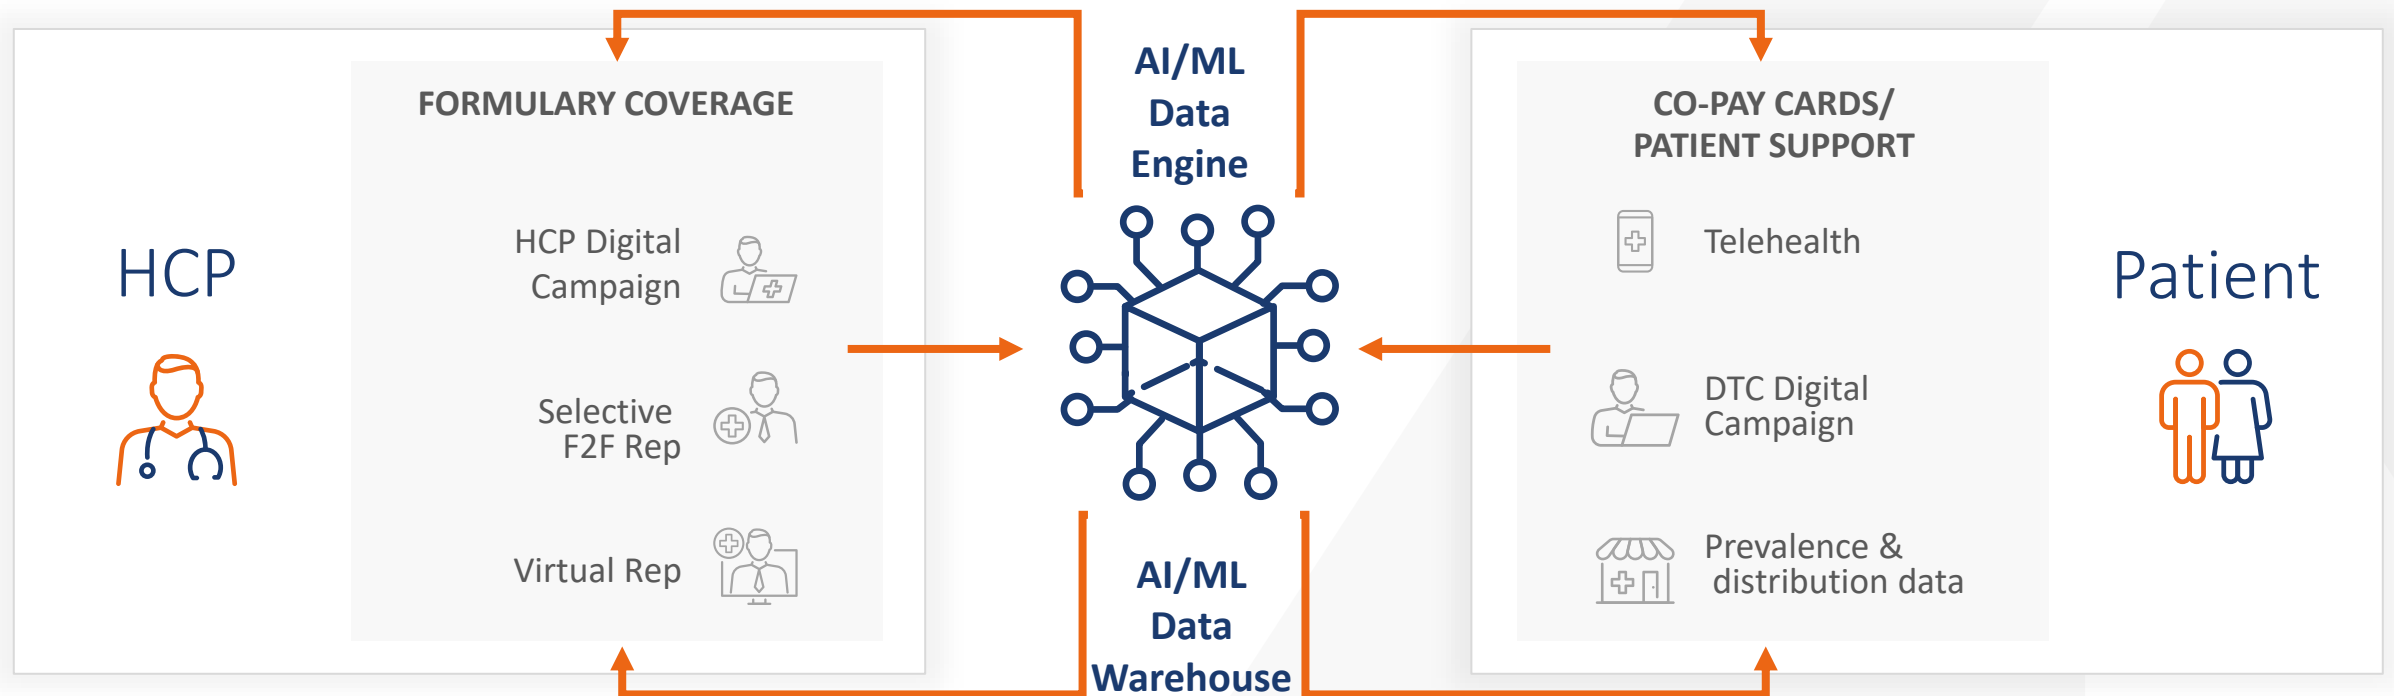 HCP
FORMULARY COVERAGE
HCP Digital
Campaign
Selective
F2F Rep
Virtual Rep
AI/ML
Data
Engine
AI/ML
Data
Warehouse
CO-PAY CARDS/
PATIENT SUPPORT
Telehealth
DTC Digital
Campaign
Prevalence &
distribution data
Patient